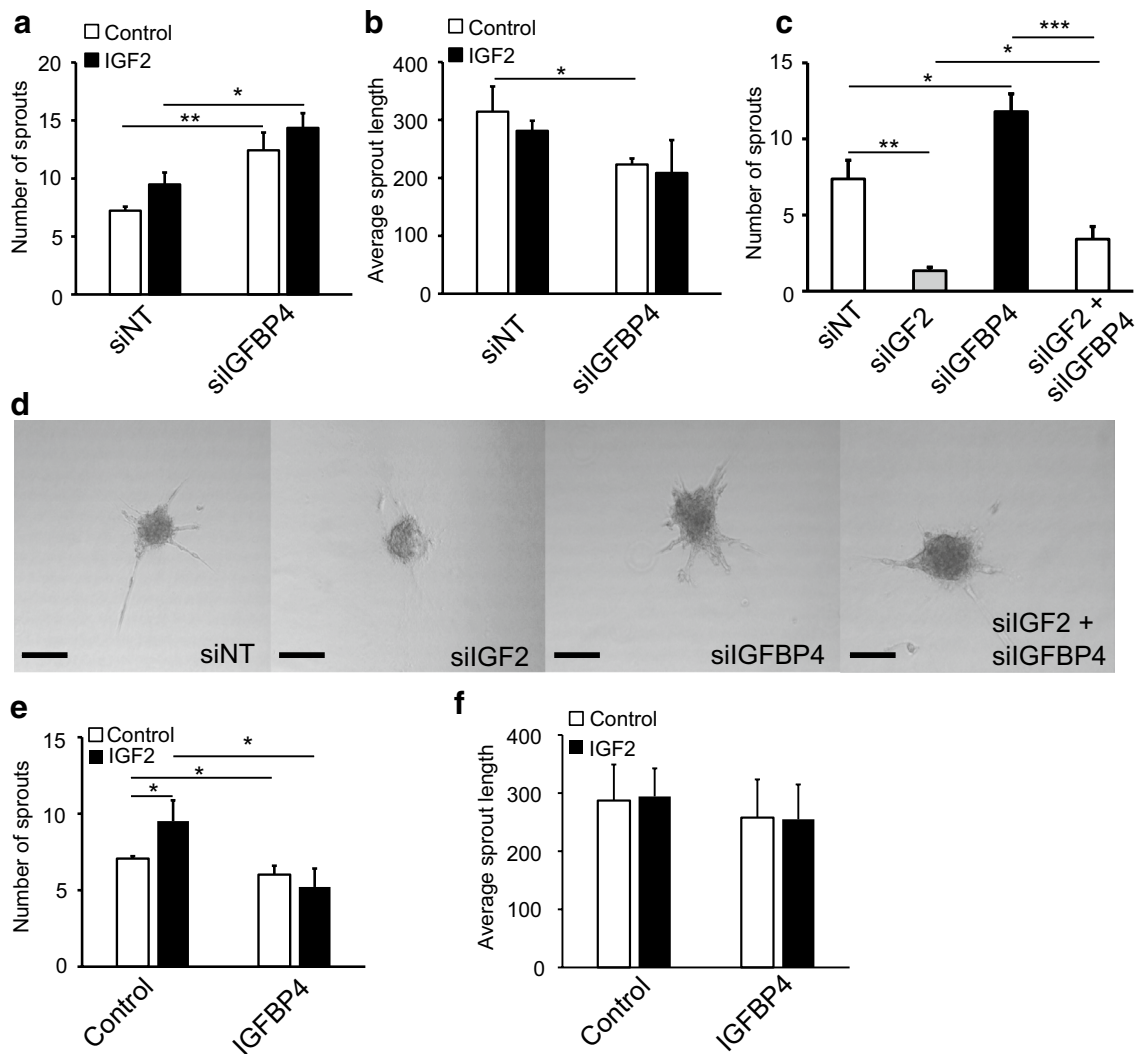 a
Control
IGF2
Number of sprouts
20
15
10
5
0
*
**
siNT
siIGFBP4
b
Control
IGF2
Average sprout length
400
300
200
100
0
*
siNT
siIGFBP4
c
Number of sprouts
15
10
5
0
***
*
*
**
siNT
siIGF2
siIGFBP4
siIGF2 +
siIGFBP4
d
siNT
siIGF2
siIGFBP4
siIGF2 +
siIGFBP4
e
Control
IGF2
Number of sprouts
15
10
5
0
*
*
*
Control
IGFBP4
f
Control
IGF2
Average sprout length
400
300
200
100
0
Control
IGFBP4